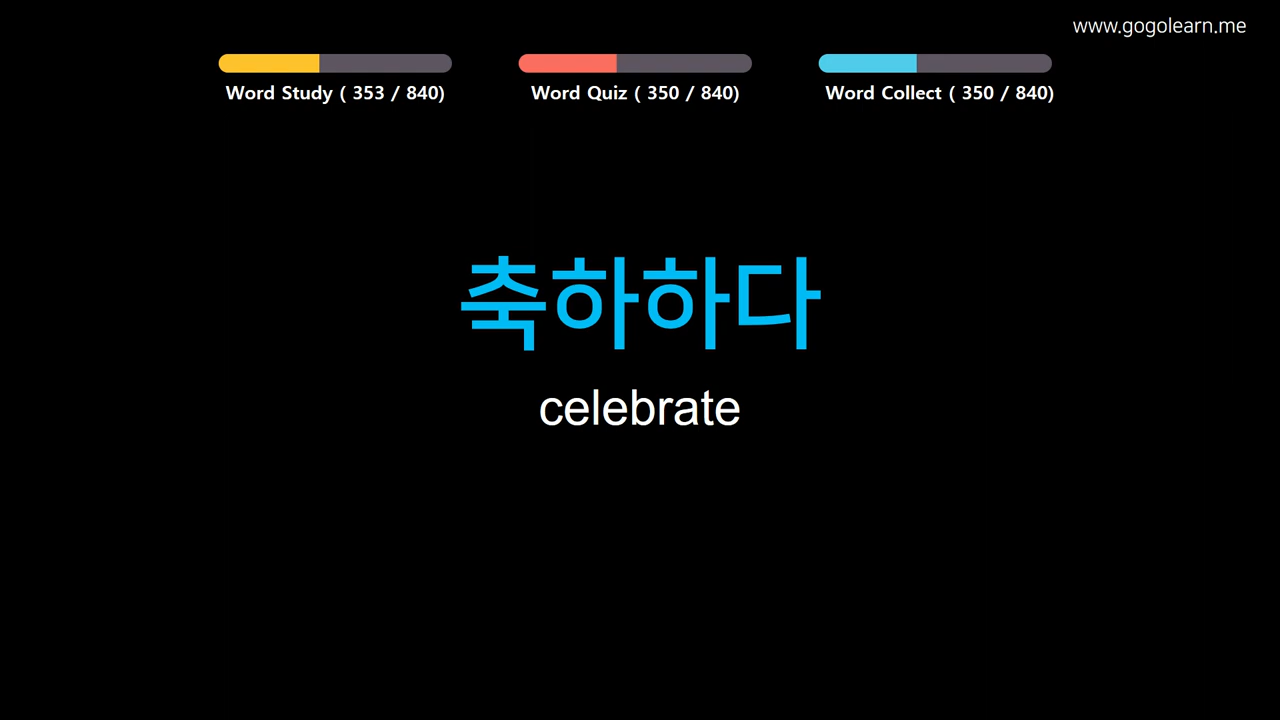 www.gogolearn.me
Word Study ( 353 / 840)
Word Quiz ( 350 / 840)
Word Collect ( 350 / 840)
축하하다
celebrate